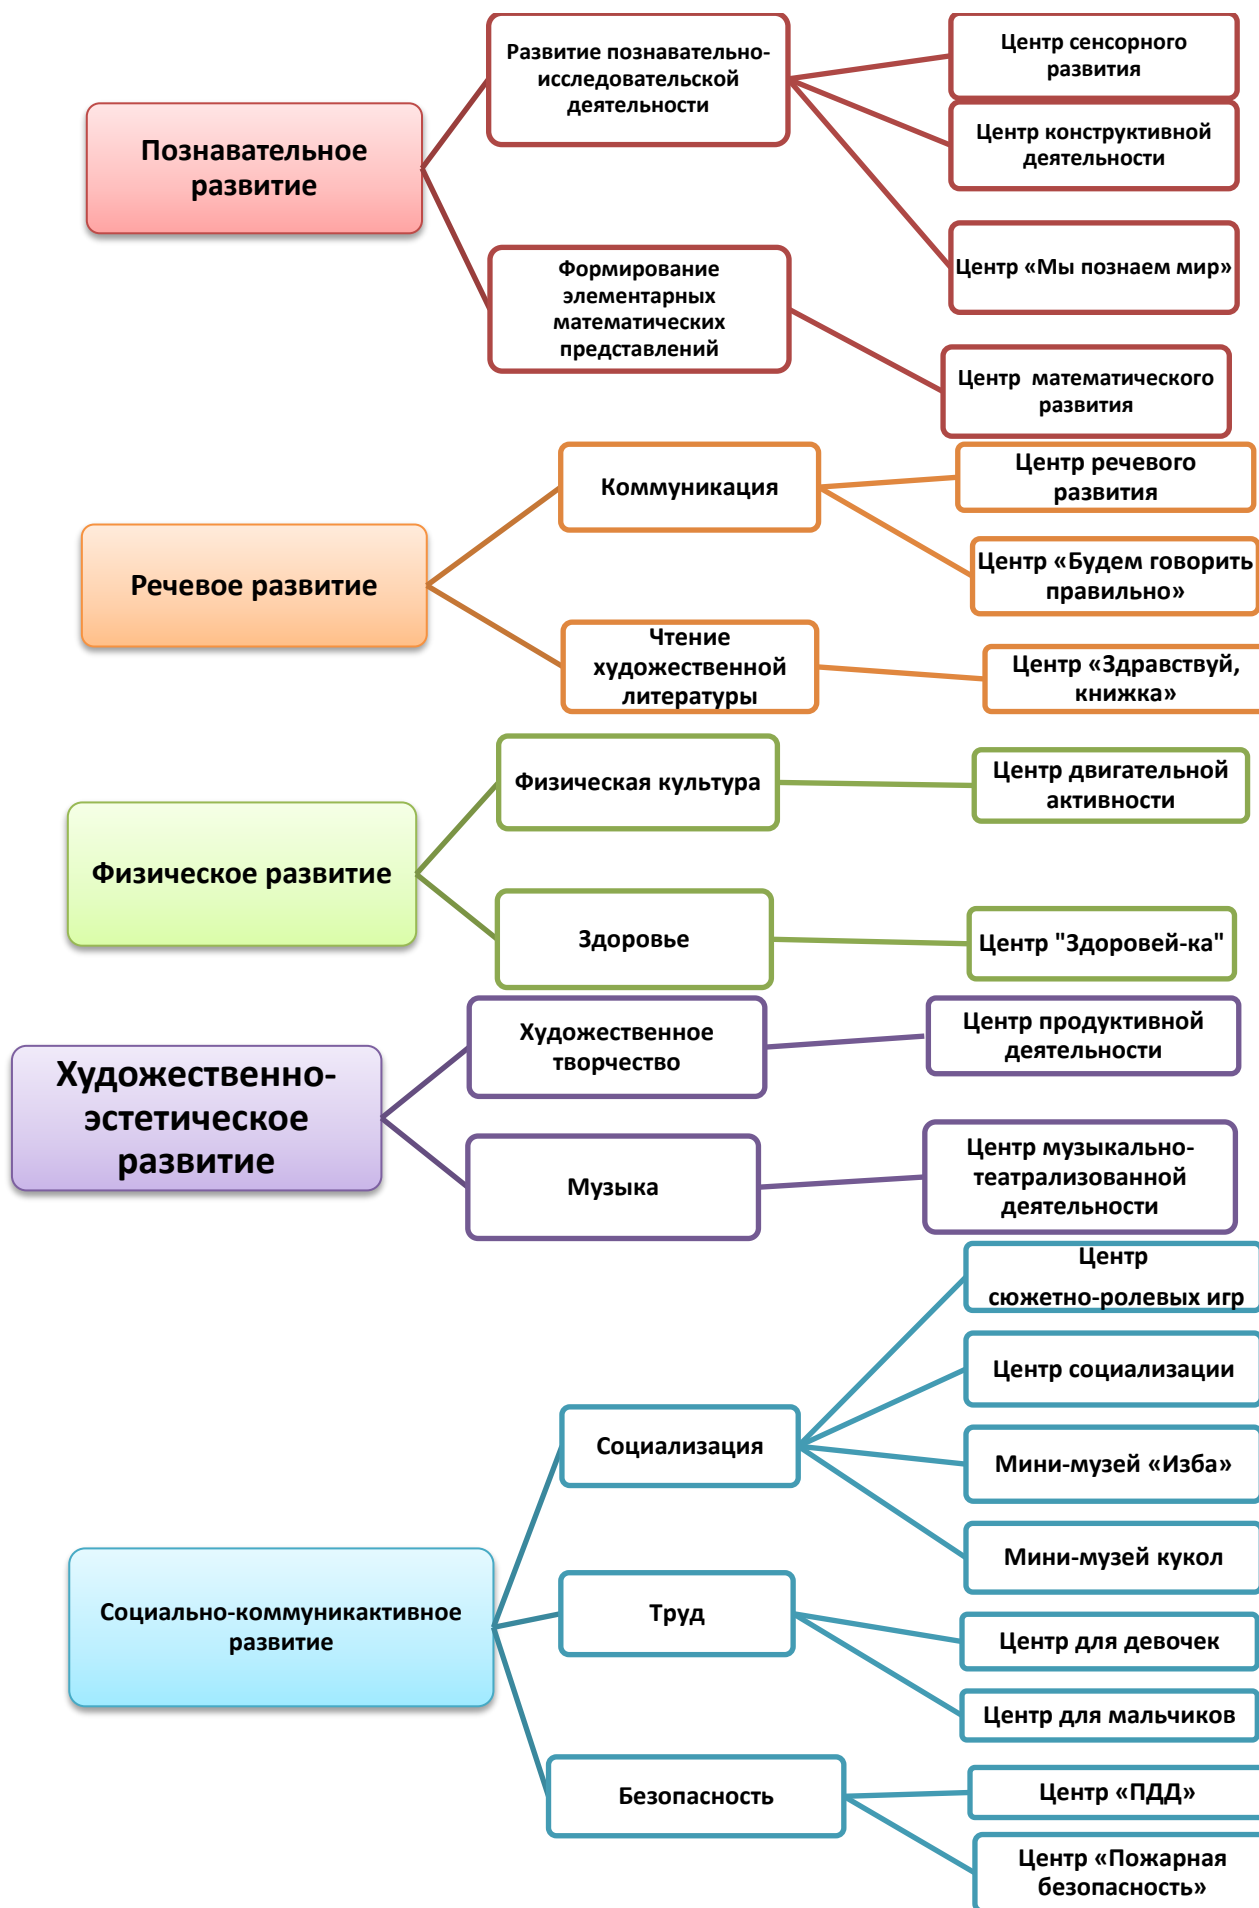 Познавательное
развитие
Развитие познавательно-
исследовательской
деятельности
Центр сенсорного
развития
Центр конструктивной
деятельности
Центр «Мы познаем мир»
Формирование
элементарных
математических
представлений
Центр математического
развития
Речевое развитие
Коммуникация
Центр речевого
развития
Центр «Будем говорить
правильно»
Чтение
художественной
литературы
Центр «Здравствуй,
книжка»
Физическое развитие
Физическая культура
Центр двигательной
активности
Здоровье
Центр "Здоровей-ка"
Художественно-
эстетическое
развитие
Художественное
творчество
Центр продуктивной
деятельности
Музыка
Центр музыкально-
театрализованной
деятельности
Социально-коммуникактивное
развитие
Социализация
Центр
сюжетно-ролевых игр
Центр социализации
Мини-музей «Изба»
Мини-музей кукол
Труд
Центр для девочек
Центр для мальчиков
Безопасность
Центр «ПДД»
Центр «Пожарная
безопасность»